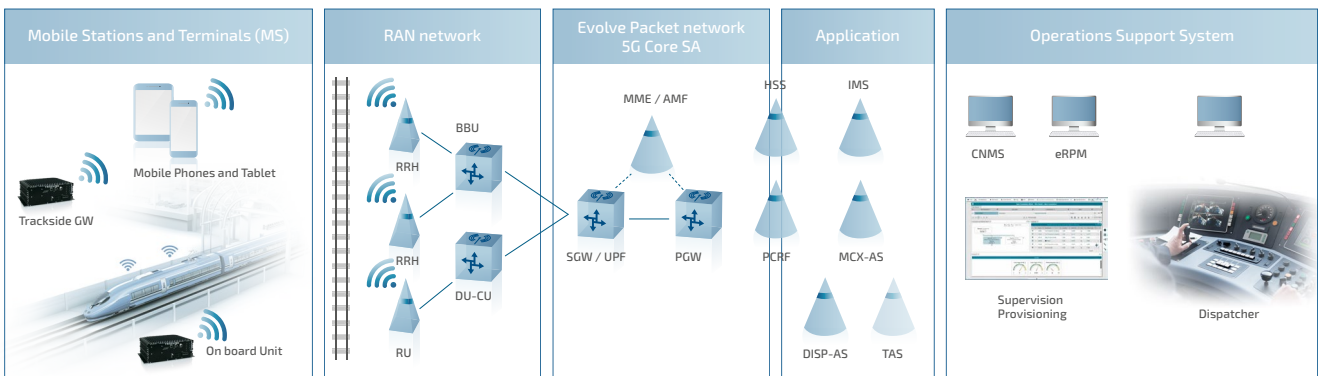 Mobile Stations and Terminals (MS)
RAN network
Evolve Packet network
5G Core SA
Application
Operations Support System
Mobile Phones and Tablet
Trackside GW
On board Unit
RRH
BBU
RRH
DU-CU
RU
MME / AMF
SGW / UPF
PGW
HSS
IMS
PCRF
MCX-AS
DISP-AS
TAS
CNMS
eRPM
Supervision
Provisioning
Dispatcher